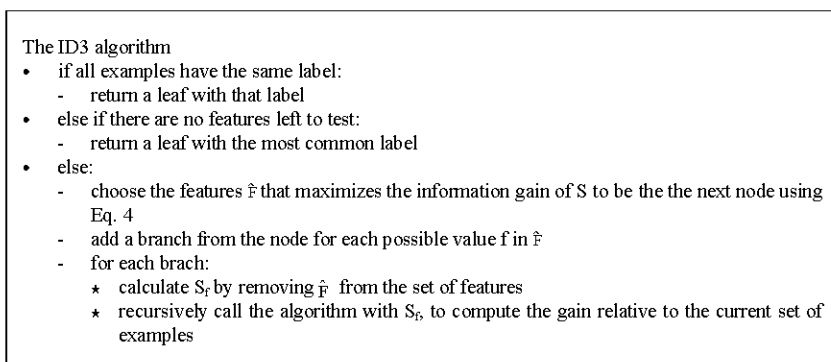 The ID3 algorithm
• if all examples have the same label:
- return a leaf with that label
• else if there are no features left to test:
- return a leaf with the most common label
• else:
- choose the features F̂ that maximizes the information gain of S to be the the next node using
Eq. 4
- add a branch from the node for each possible value f in F̂
- for each brach:
★ calculate S_f by removing F̂ from the set of features
★ recursively call the algorithm with S_f, to compute the gain relative to the current set of
examples